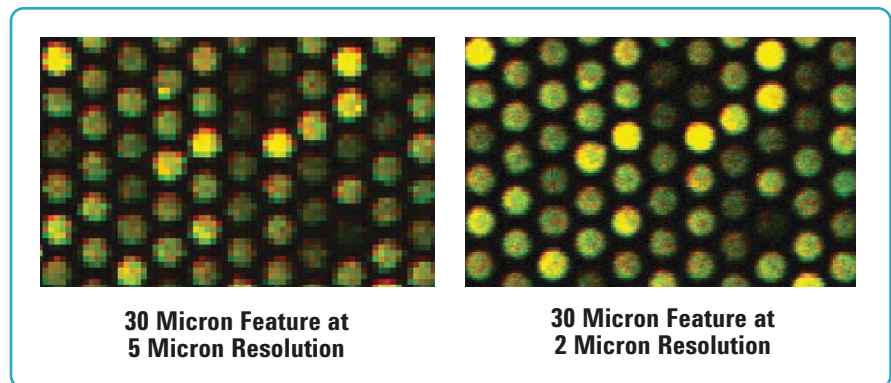 30 Micron Feature at
5 Micron Resolution
30 Micron Feature at
2 Micron Resolution